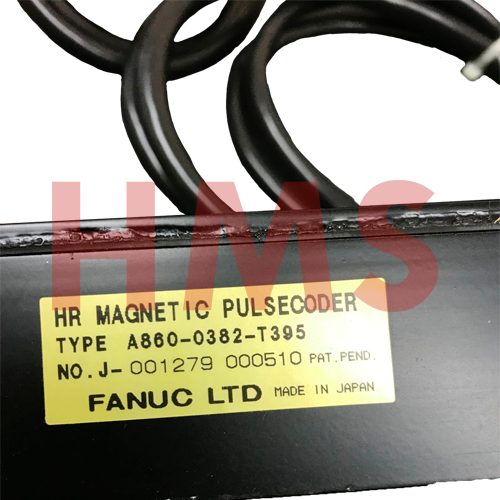 HMS
HR MAGNETIC PULSECODER
TYPE A860-0382-T395
NO.J-001279 000510 PAT.PEND.
FANUC LTD MADE IN JAPAN